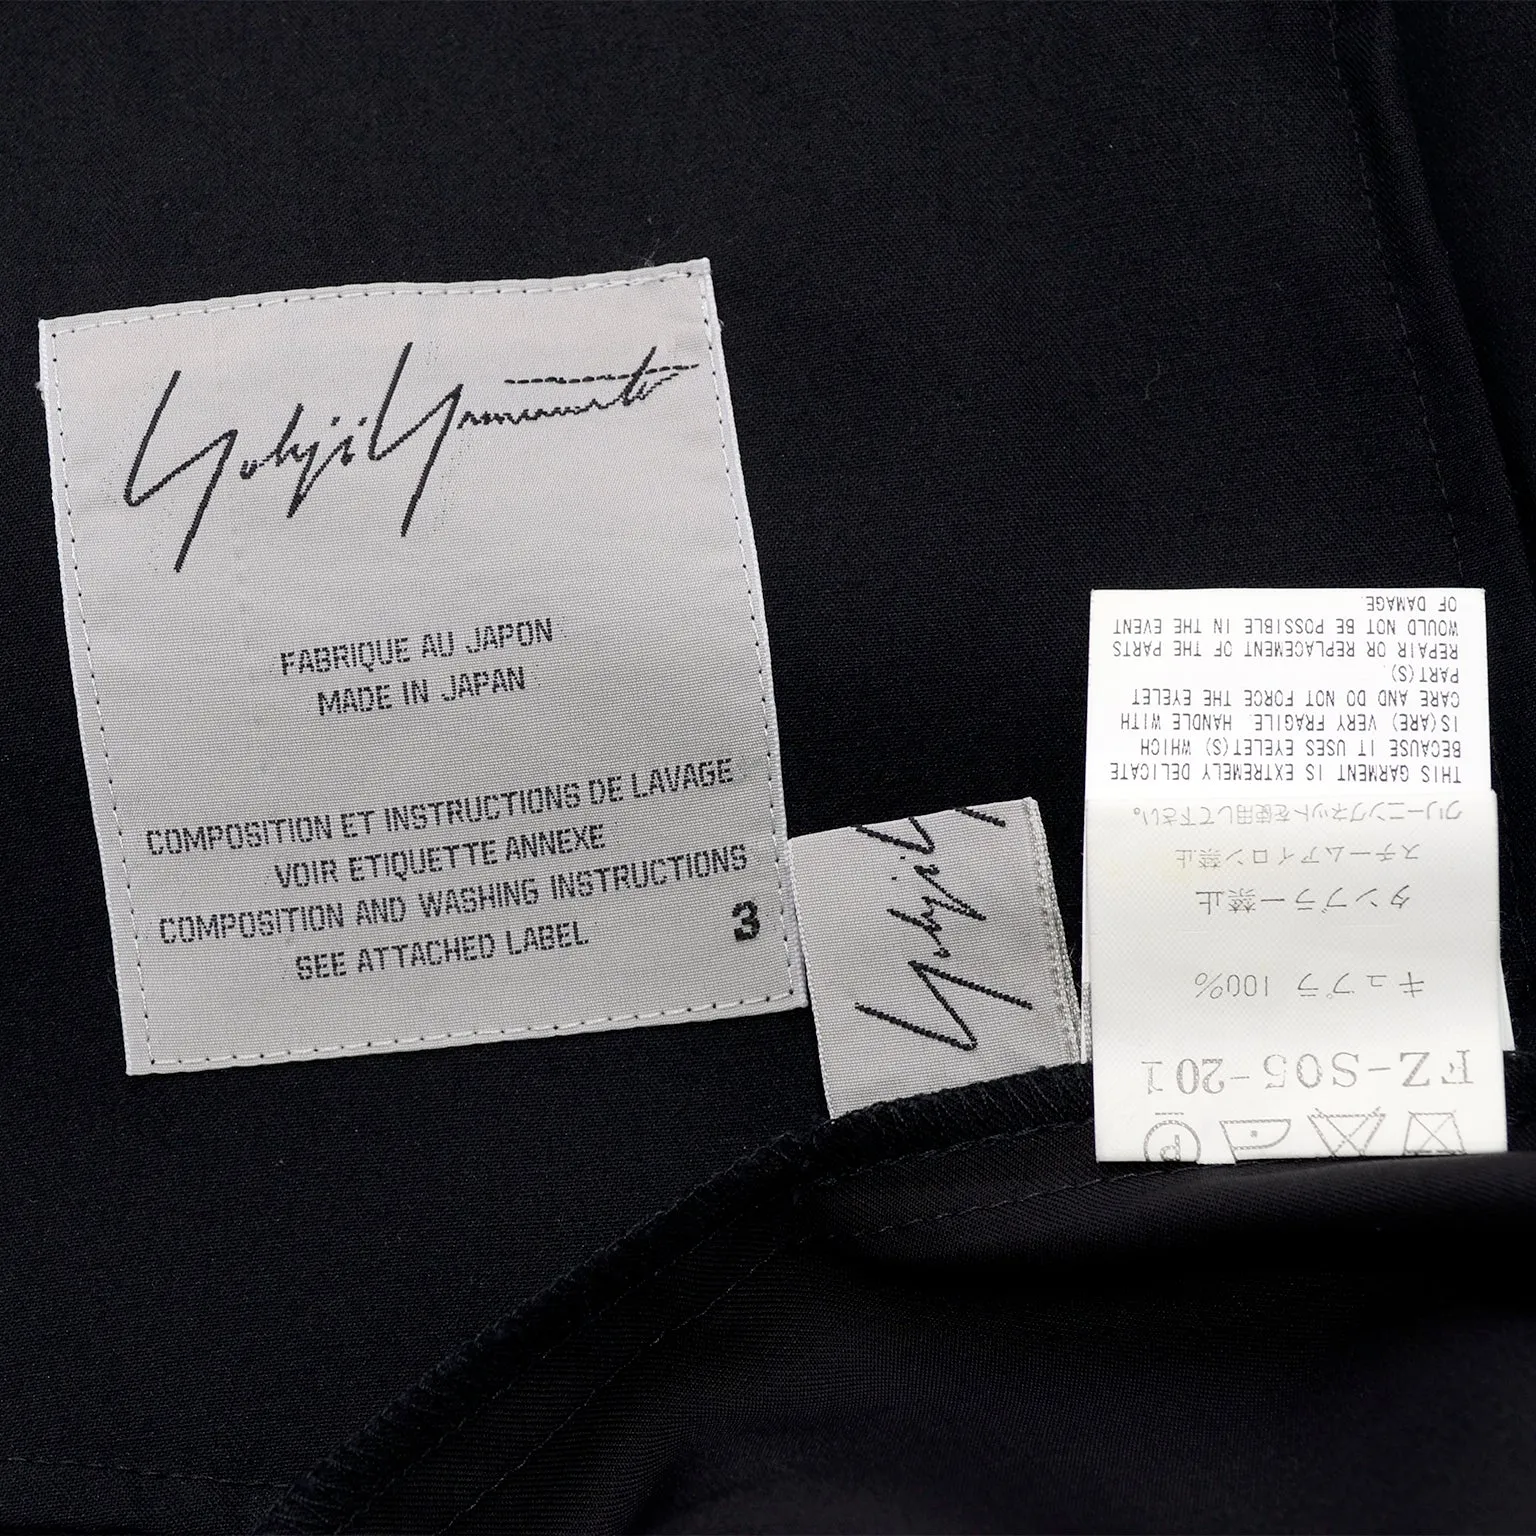 Yohji Yamamoto
FABRIQUE AU JAPON
MADE IN JAPAN
COMPOSITION ET INSTRUCTIONS DE LAVAGE
VOIR ETIQUETTE ANNEXE
COMPOSITION AND WASHING INSTRUCTIONS
SEE ATTACHED LABEL
3
Yohji Y
P
FZ-S05-201
キュプラ 100%
タンブラー禁止
スチームアイロン禁止
クリーニングネットを使用して下さい。
THIS GARMENT IS EXTREMELY DELICATE
BECAUSE IT USES EYELET(S) WHICH
IS(ARE) VERY FRAGILE. HANDLE WITH
CARE AND DO NOT FORCE THE EYELET
PART(S).
REPAIR OR REPLACEMENT OF THE PARTS
WOULD NOT BE POSSIBLE IN THE EVENT
OF DAMAGE.